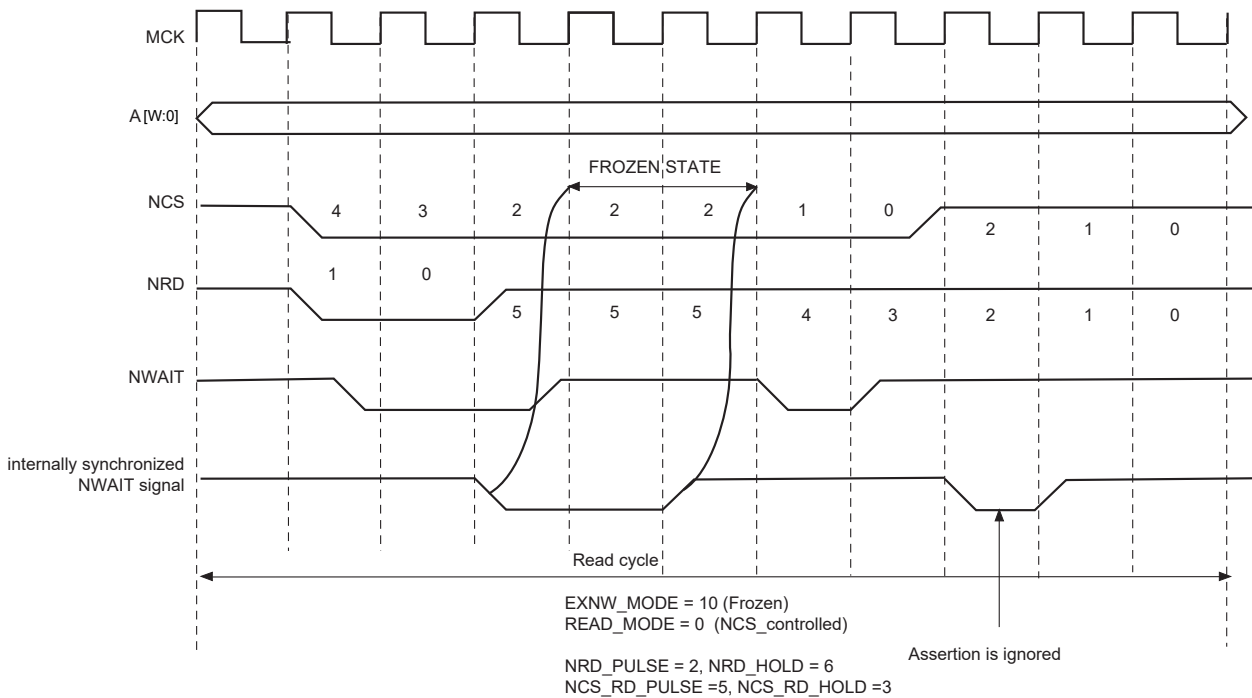 MCK
A [W:0]
FROZEN STATE
NCS
4 3 2 2 2 1 0
2 1 0
1 0
NRD
5 5 5 4 3 2 1 0
NWAIT
internally synchronized
NWAIT signal
Read cycle
EXNW_MODE = 10 (Frozen)
READ_MODE = 0 (NCS_controlled)
Assertion is ignored
NRD_PULSE = 2, NRD_HOLD = 6
NCS_RD_PULSE =5, NCS_RD_HOLD =3